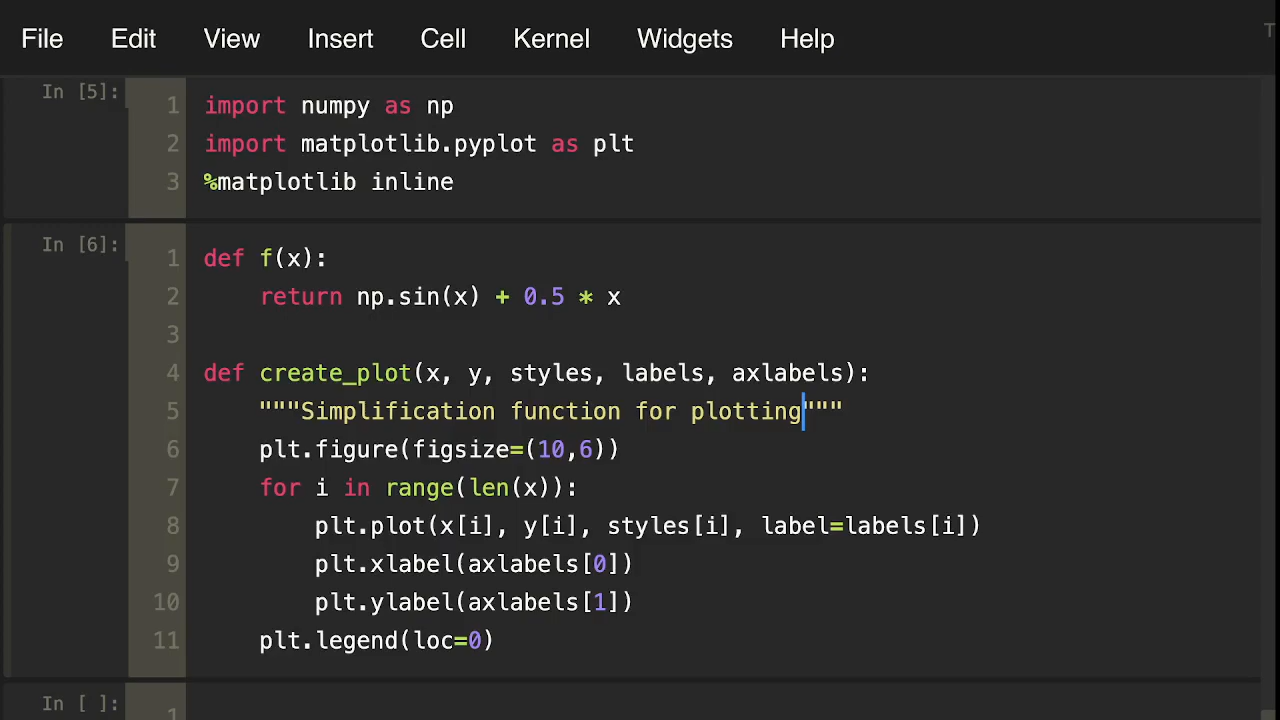 File Edit View Insert Cell Kernel Widgets Help T
In [5]:
1 import numpy as np
2 import matplotlib.pyplot as plt
3 %matplotlib inline
In [6]:
1 def f(x):
2     return np.sin(x) + 0.5 * x
3
4 def create_plot(x, y, styles, labels, axlabels):
5     """Simplification function for plotting"""
6     plt.figure(figsize=(10,6))
7     for i in range(len(x)):
8         plt.plot(x[i], y[i], styles[i], label=labels[i])
9         plt.xlabel(axlabels[0])
10         plt.ylabel(axlabels[1])
11     plt.legend(loc=0)
In [ ]:
1